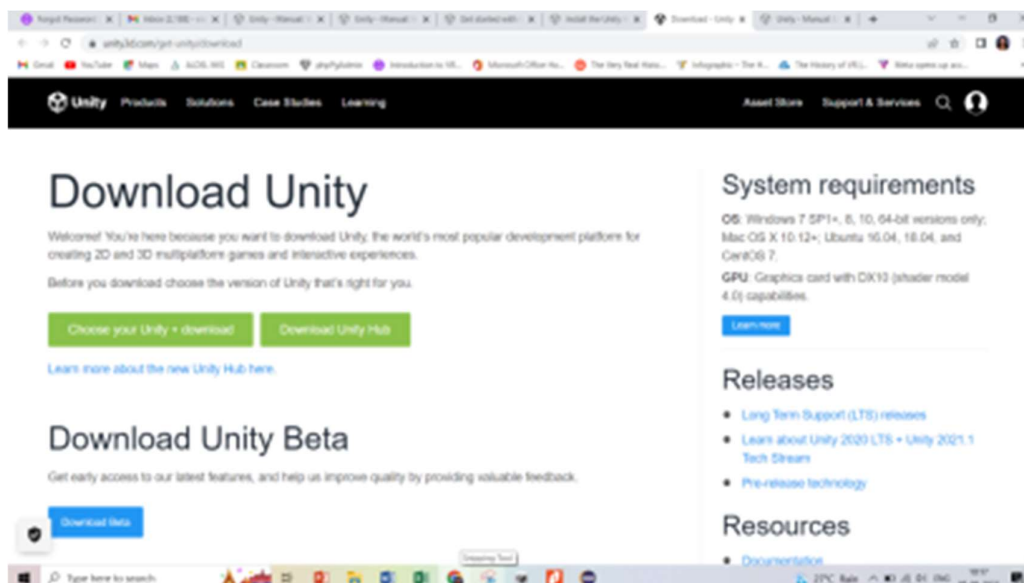 Gmail
YouTube
Maps
Classroom
phpMyAdmin
unity3d.com/get-unity/download
Unity Products Solutions Case Studies Learning
Asset Store Support & Services
Download Unity
Welcome! You're here because you want to download Unity, the world's most popular development platform for
creating 2D and 3D multiplatform games and interactive experiences.
Before you download choose the version of Unity that's right for you.
Choose your Unity + download
Download Unity Hub
Learn more about the new Unity Hub here.
Download Unity Beta
Get early access to our latest features, and help us improve quality by providing valuable feedback.
Download Beta
System requirements
OS: Windows 7 SP1+, 8, 10, 64-bit versions only;
Mac OS X 10.12+; Ubuntu 16.04, 18.04, and
CentOS 7.
GPU: Graphics card with DX10 (shader model
4.0) capabilities.
Learn more
Releases
Long Term Support (LTS) releases
Learn about Unity 2020 LTS + Unity 2021.1
Tech Stream
Pre-release technology
Resources
Documentation
Snipping Tool
Type here to search
27°C Rain
ENG